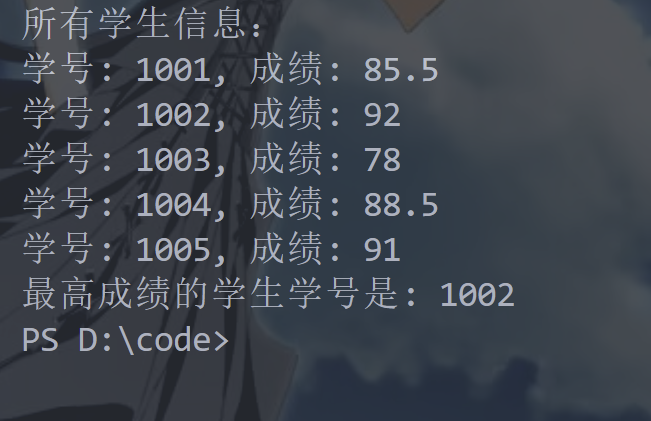 所有学生信息：
学号: 1001, 成绩: 85.5
学号: 1002, 成绩: 92
学号: 1003, 成绩: 78
学号: 1004, 成绩: 88.5
学号: 1005, 成绩: 91
最高成绩的学生学号是: 1002
PS D:\code>